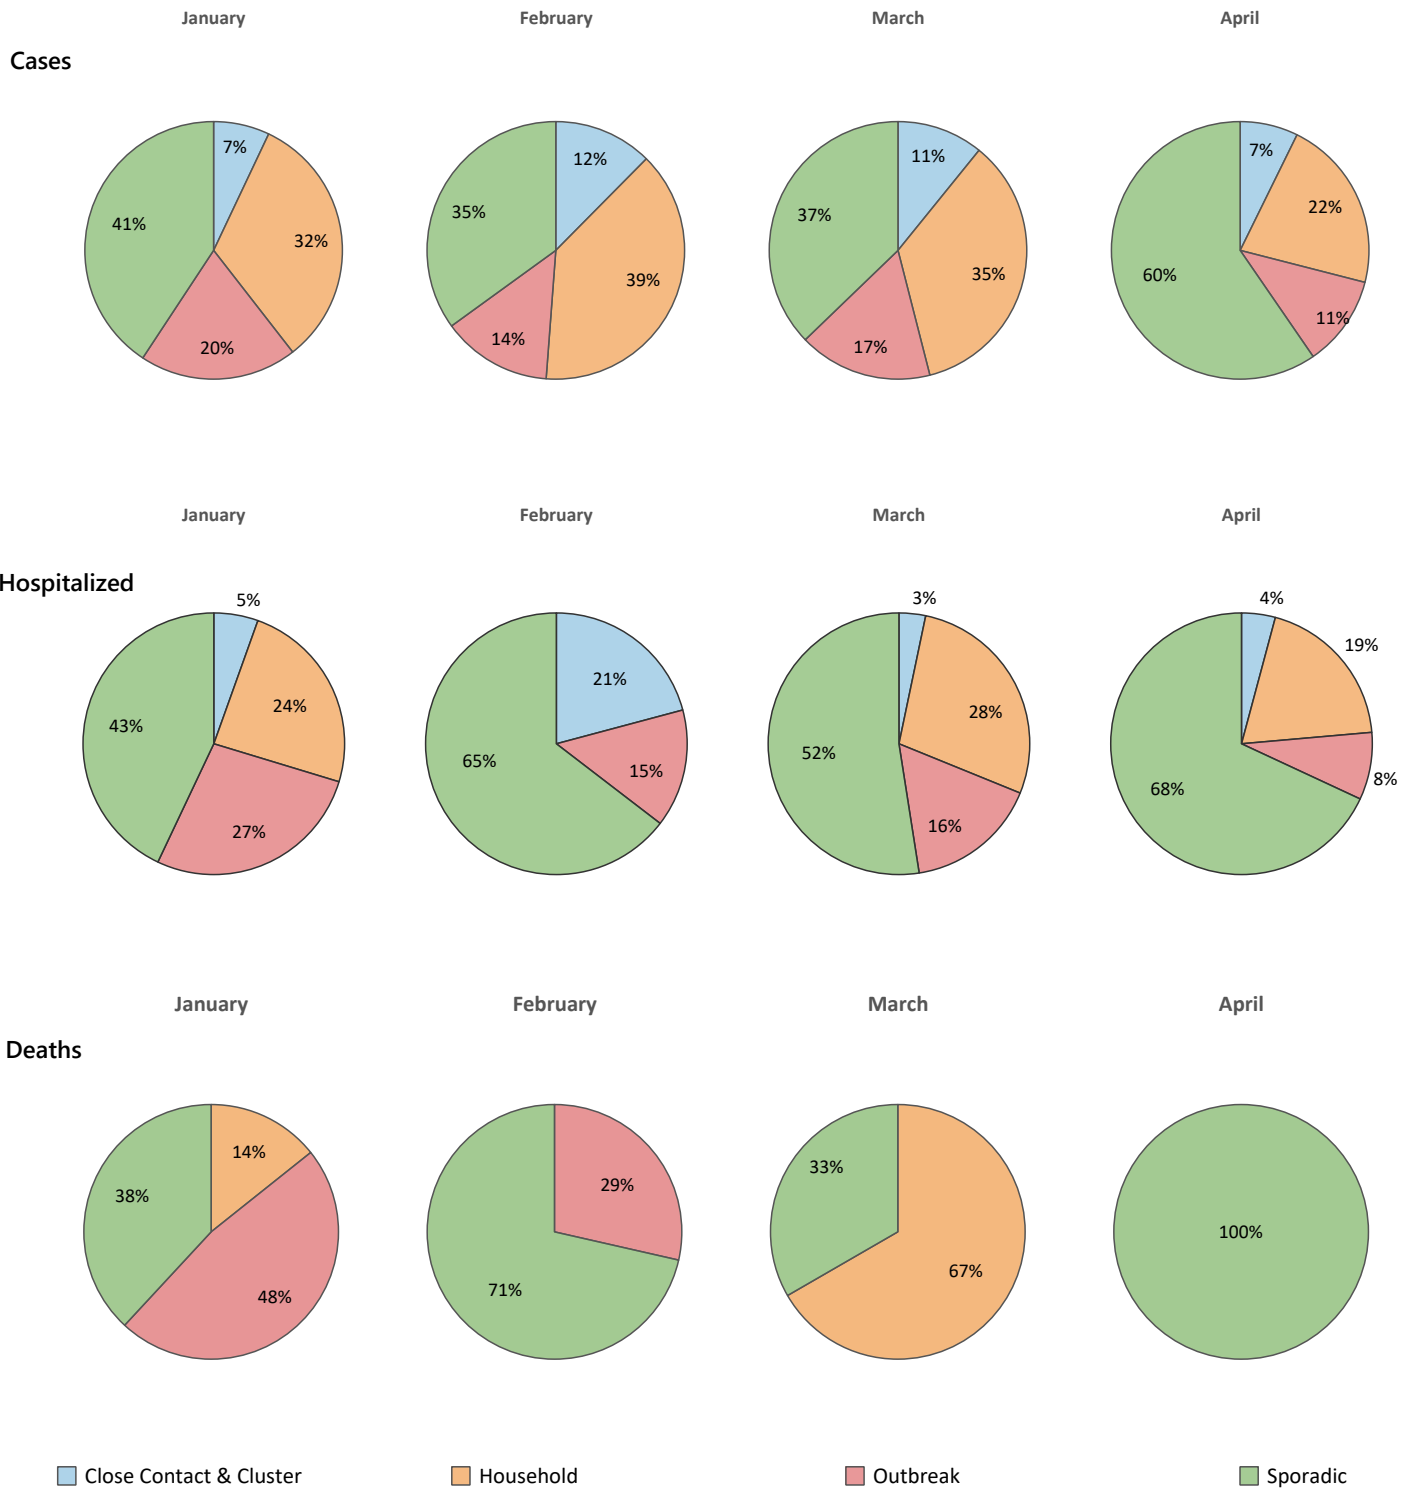 January February March April
Cases
7% 12% 11% 7%
41% 32% 35% 39% 37% 35% 60% 22%
20% 14% 17% 11%
January February March April
Hospitalized
5% 3% 4%
43% 24% 27% 65% 21% 15% 52% 28% 16% 68% 19% 8%
January February March April
Deaths
38% 14% 48% 71% 29% 33% 67% 100%
Close Contact & Cluster Household Outbreak Sporadic